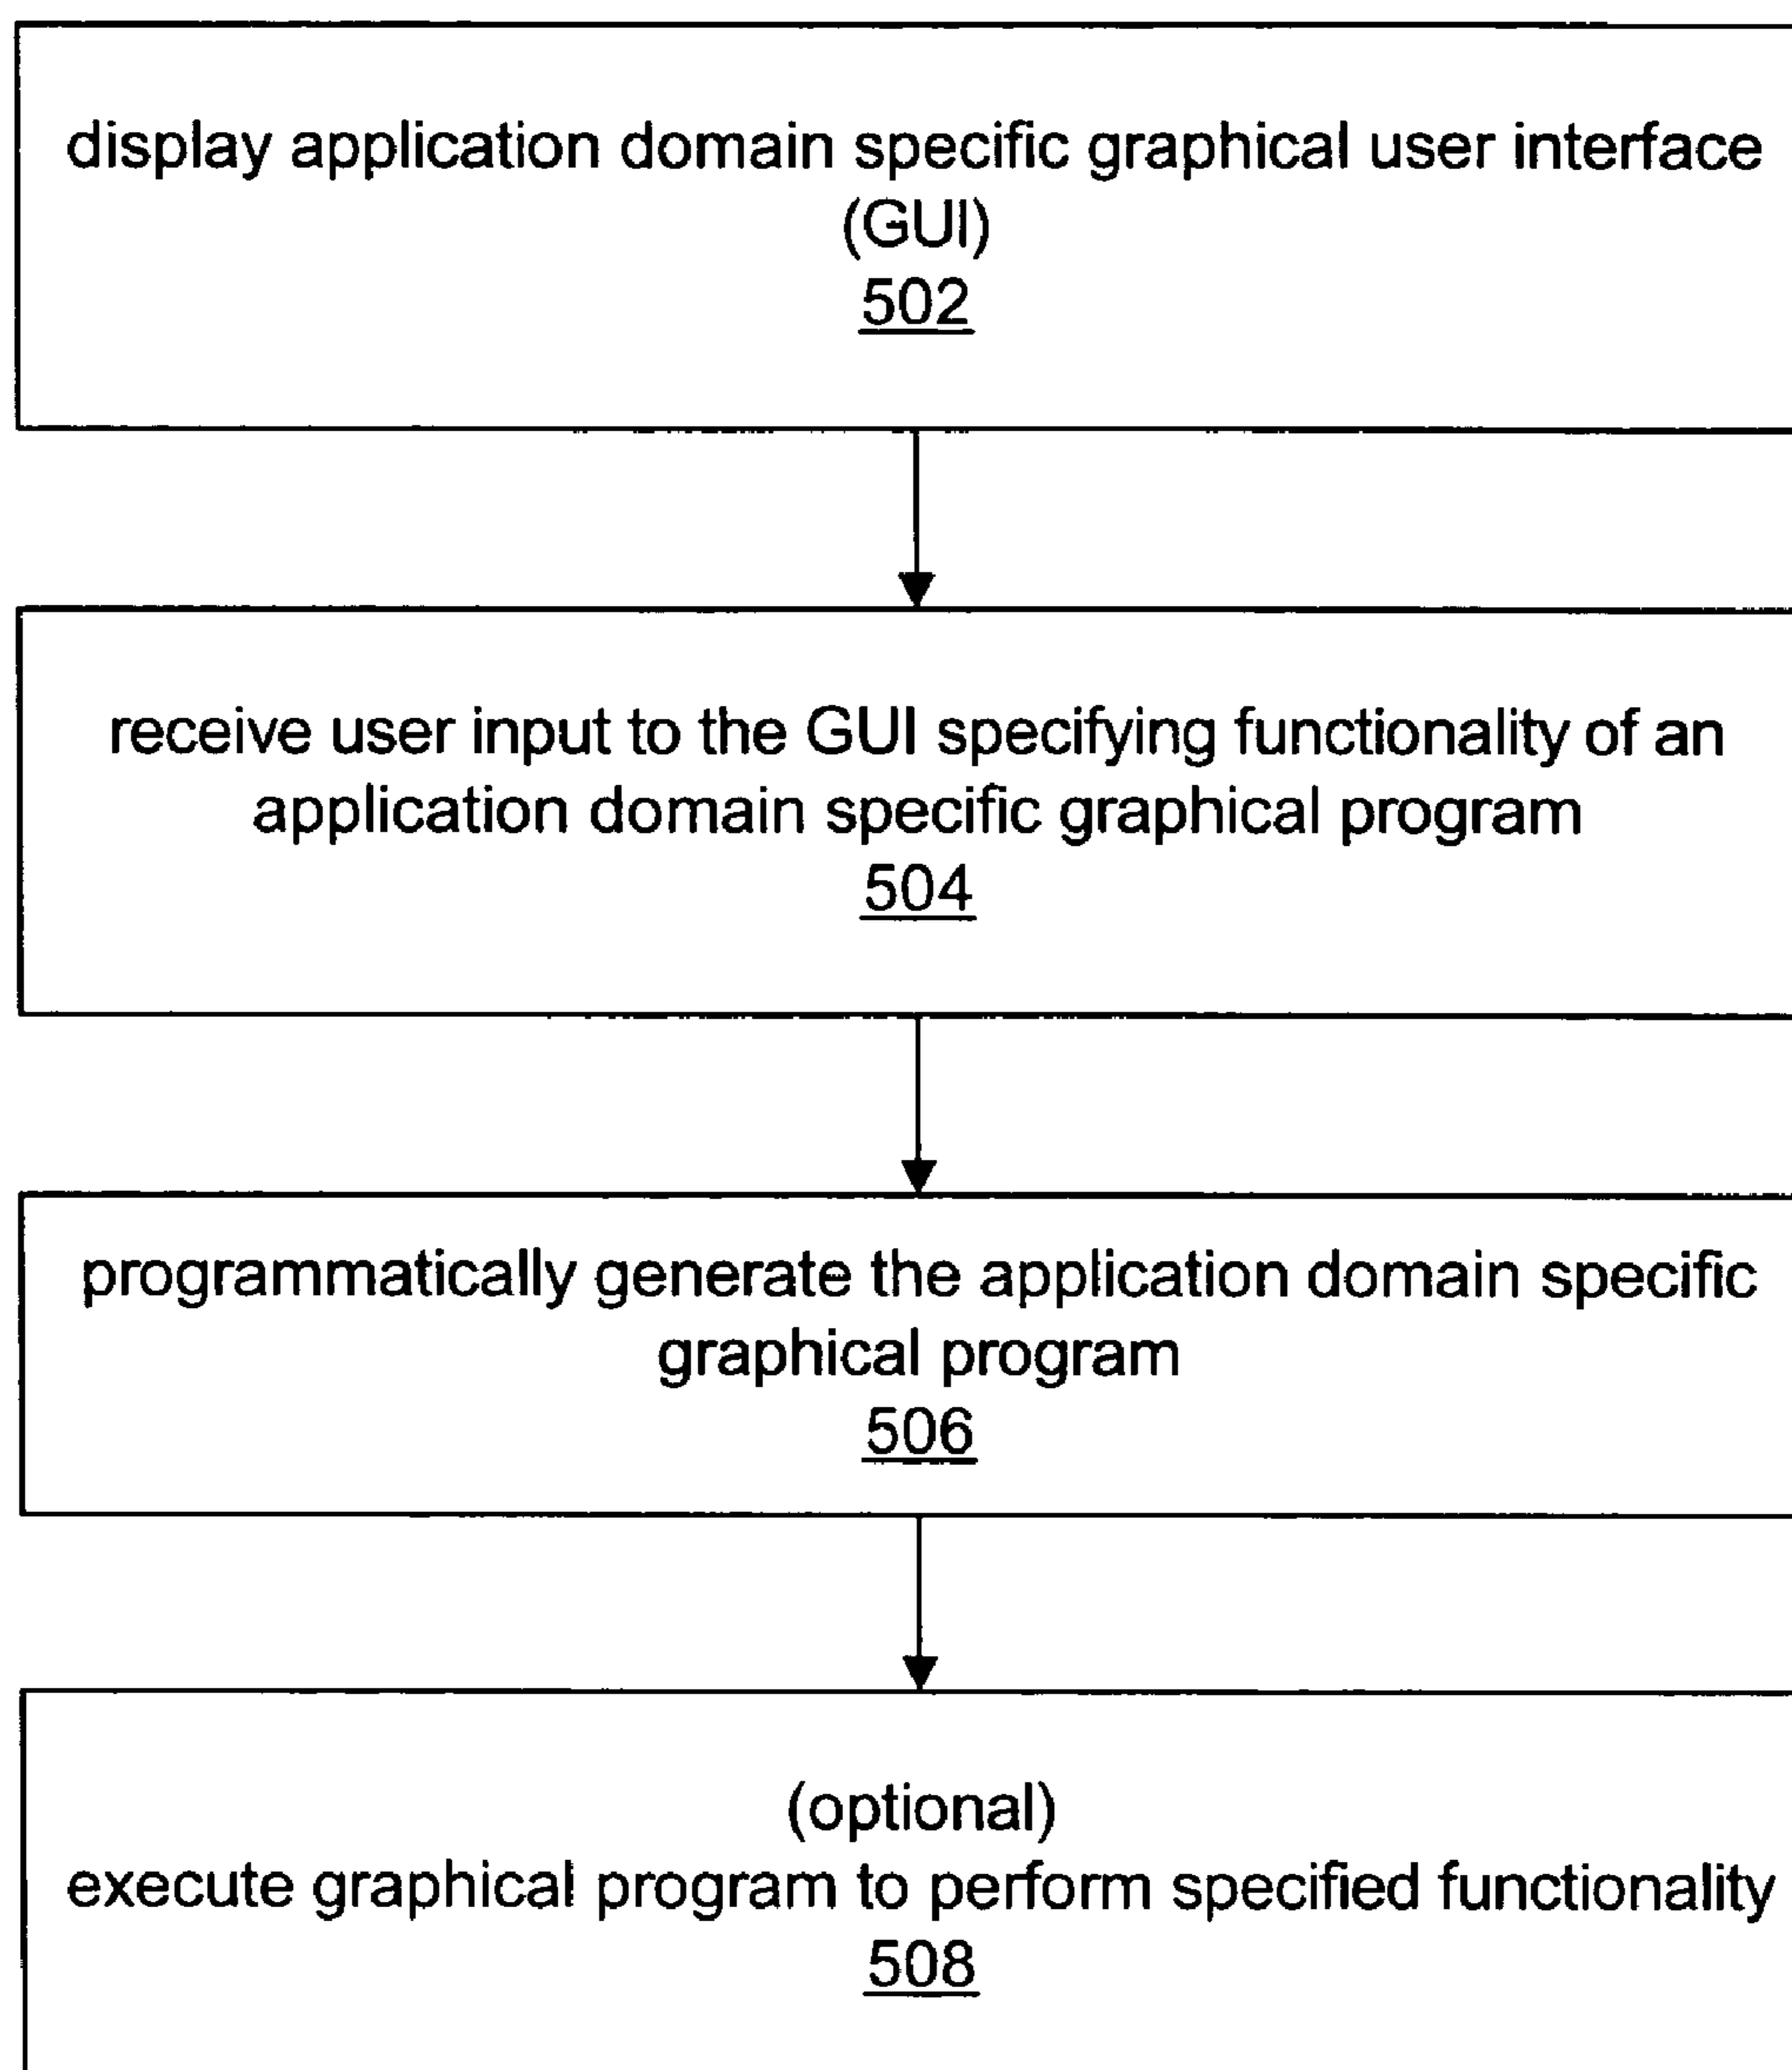 display application domain specific graphical user interface
(GUI)
502
receive user input to the GUI specifying functionality of an
application domain specific graphical program
504
programmatically generate the application domain specific
graphical program
506
(optional)
execute graphical program to perform specified functionality
508